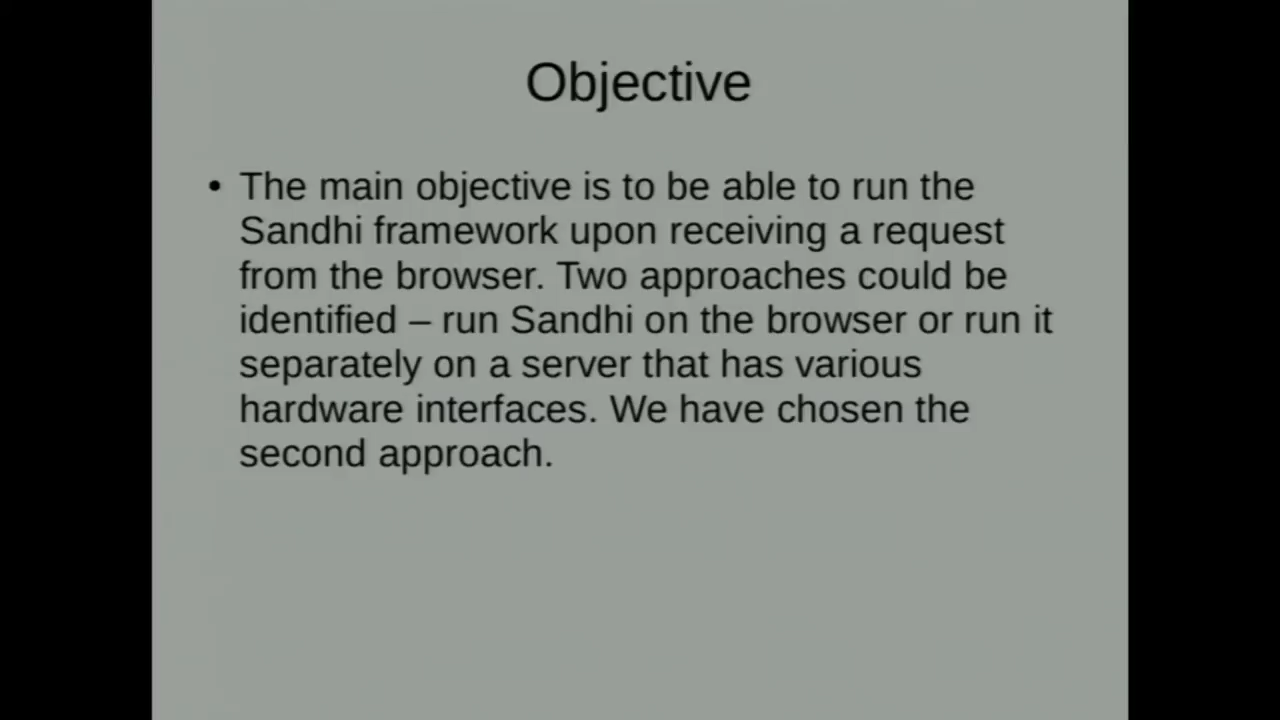 Objective
• The main objective is to be able to run the
Sandhi framework upon receiving a request
from the browser. Two approaches could be
identified – run Sandhi on the browser or run it
separately on a server that has various
hardware interfaces. We have chosen the
second approach.